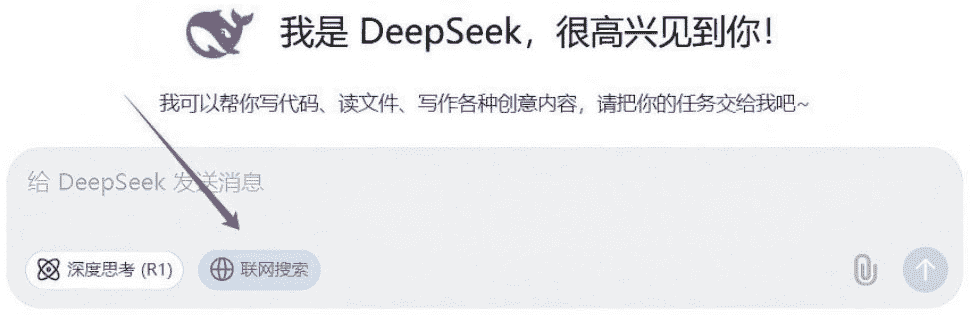 我是 DeepSeek，很高兴见到你！
我可以帮你写代码、读文件、写作各种创意内容，请把你的任务交给我吧~
给 DeepSeek 发送消息
深度思考 (R1) 联网搜索